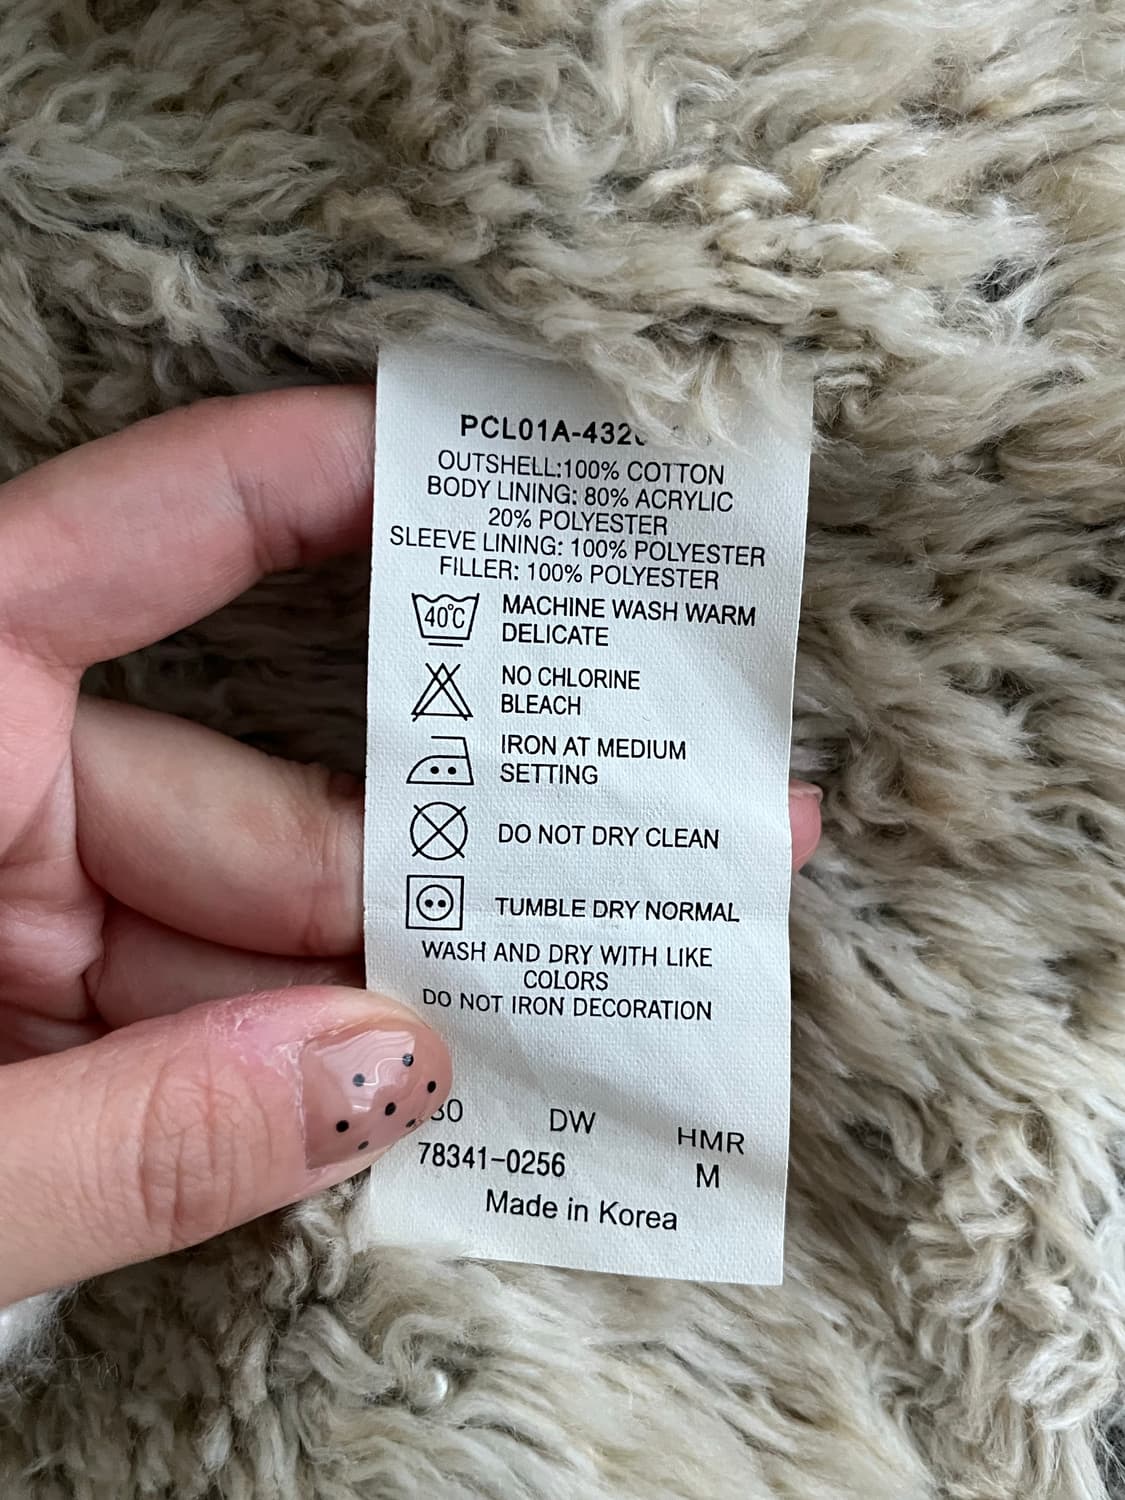 PCL01A-432
OUTSHELL:100% COTTON
BODY LINING: 80% ACRYLIC
20% POLYESTER
SLEEVE LINING: 100% POLYESTER
FILLER: 100% POLYESTER
40°C MACHINE WASH WARM
DELICATE
NO CHLORINE
BLEACH
IRON AT MEDIUM
SETTING
DO NOT DRY CLEAN
TUMBLE DRY NORMAL
WASH AND DRY WITH LIKE
COLORS
DO NOT IRON DECORATION
DW HMR
78341-0256 M
Made in Korea